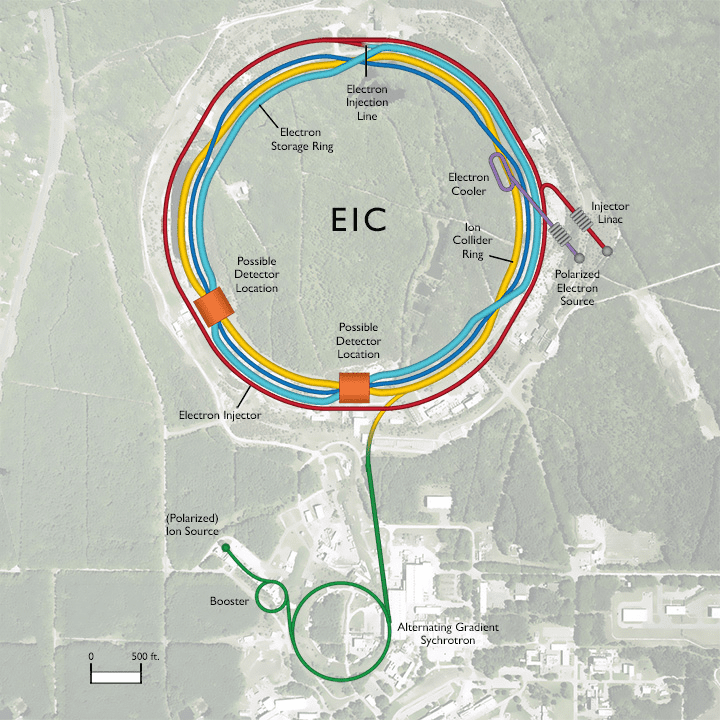 Electron
Injection
Line
Electron
Storage Ring
Electron
Cooler
Injector
Linac
EIC
Ion
Collider
Ring
Possible
Detector
Location
Polarized
Electron
Source
Possible
Detector
Location
Electron Injector
(Polarized)
Ion Source
Booster
Alternating Gradient
Sychrotron
0 500 ft.